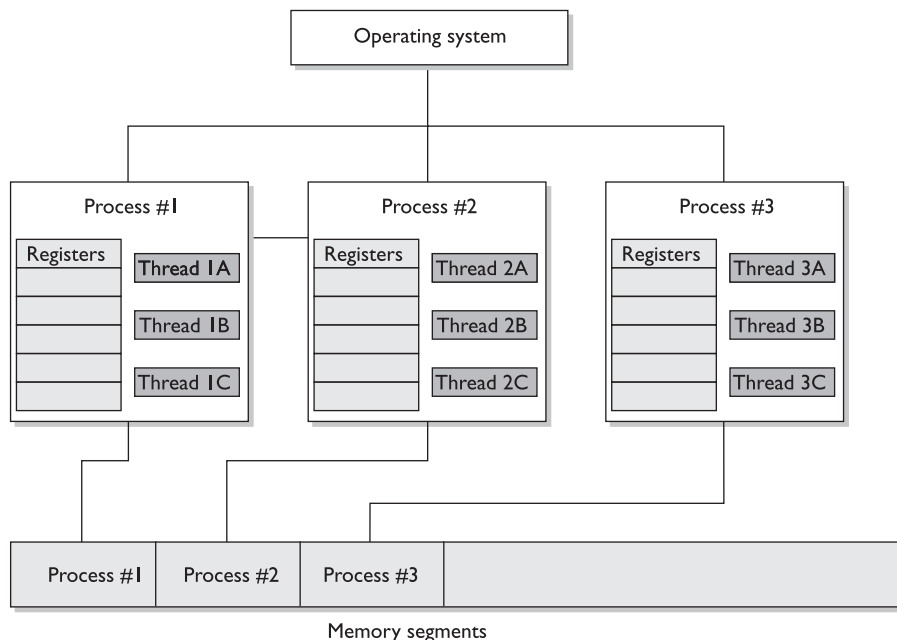 Operating system
Process #1
Process #2
Process #3
Registers
Thread 1A
Thread 1B
Thread 1C
Registers
Thread 2A
Thread 2B
Thread 2C
Registers
Thread 3A
Thread 3B
Thread 3C
Process #1
Process #2
Process #3
Memory segments